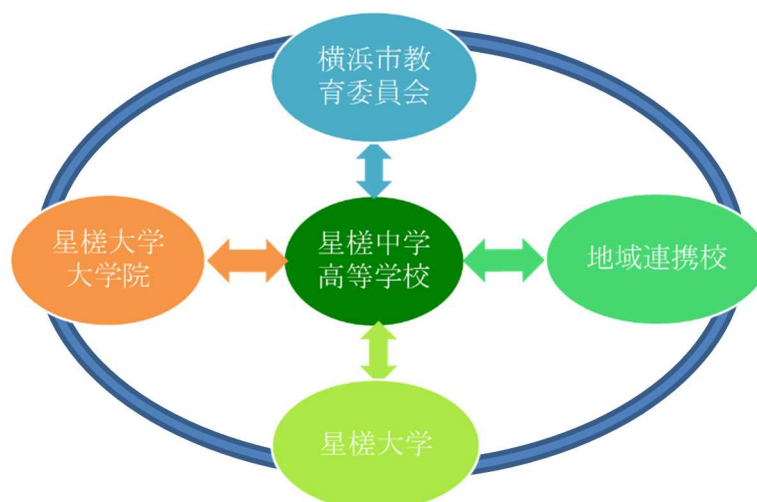 横浜市教
育委員会
星槎大学
大学院
星槎中学
高等学校
地域連携校
星槎大学